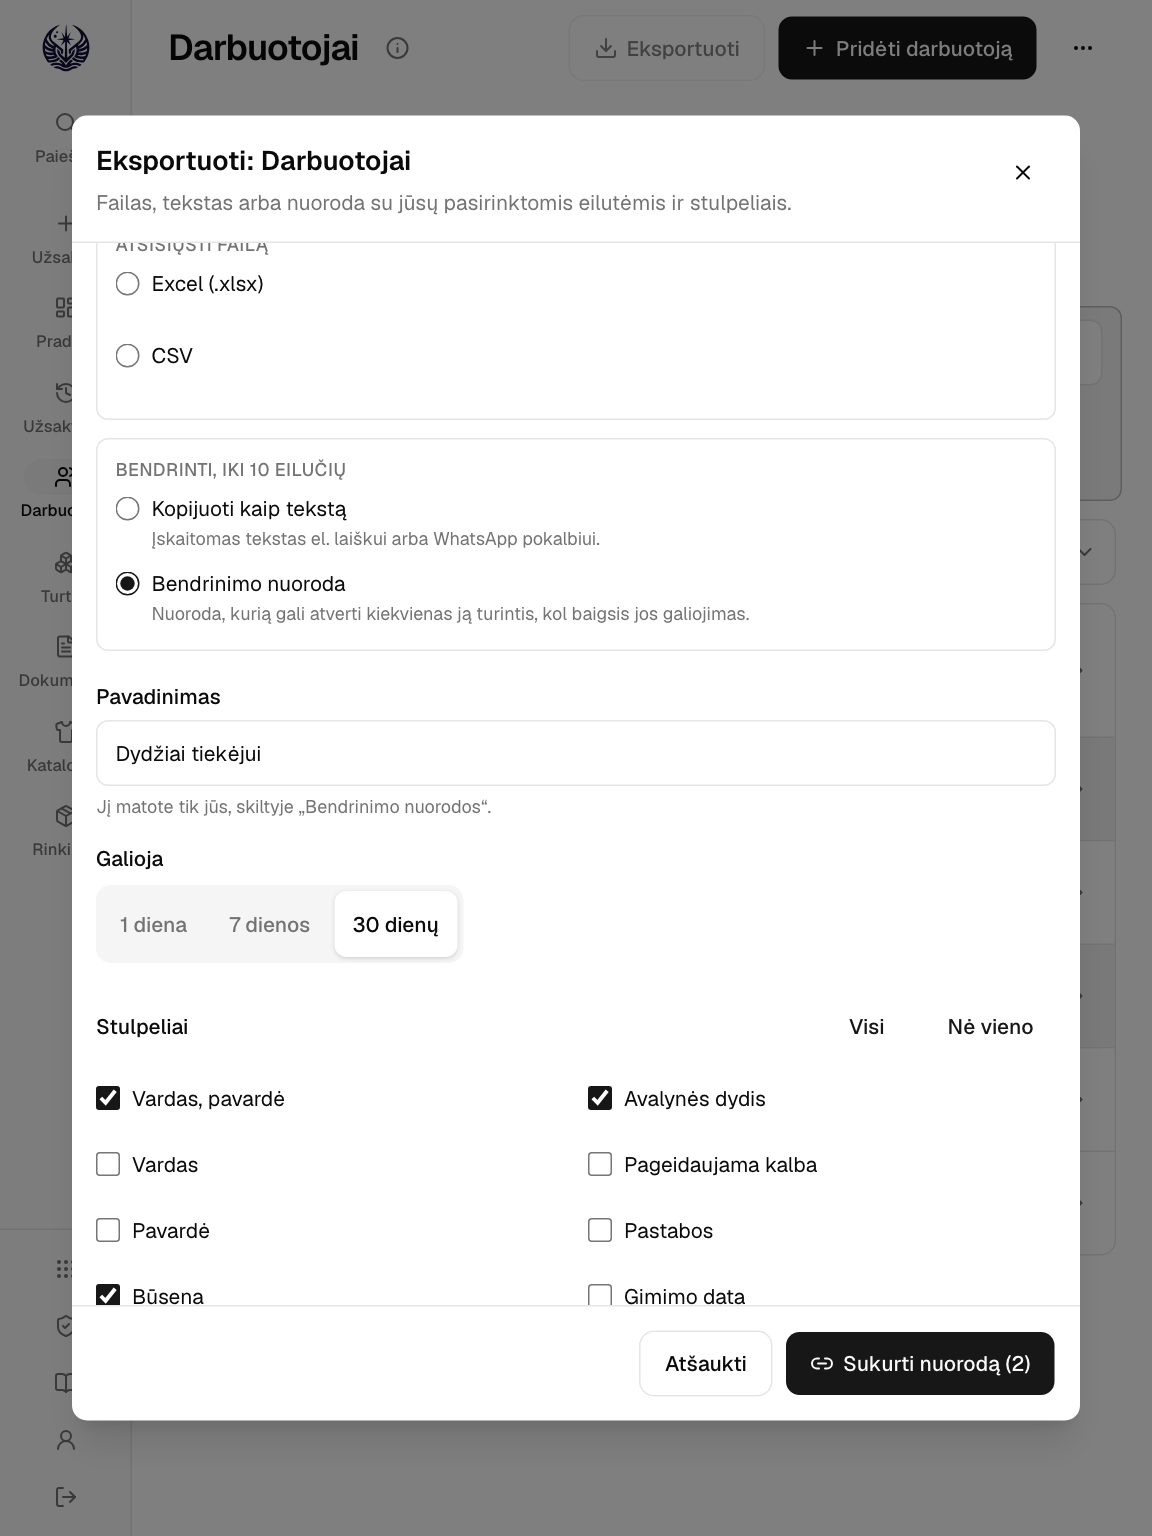 Darbuotojai
Eksportuoti
Pridėti darbuotoją
Eksportuoti: Darbuotojai
Failas, tekstas arba nuoroda su jūsų pasirinktomis eilutėmis ir stulpeliais.
ATSISIŲSTI FAILĄ
Excel (.xlsx)
CSV
BENDRINTI, IKI 10 EILUČIŲ
Kopijuoti kaip tekstą
Įskaitomas tekstas el. laiškui arba WhatsApp pokalbiui.
Bendrinimo nuoroda
Nuoroda, kurią gali atverti kiekvienas ją turintis, kol baigsis jos galiojimas.
Pavadinimas
Dydžiai tiekėjui
Jį matote tik jūs, skiltyje „Bendrinimo nuorodos“.
Galioja
1 diena
7 dienos
30 dienų
Stulpeliai
Visi
Nė vieno
Vardas, pavardė
Avalynės dydis
Vardas
Pageidaujama kalba
Pavardė
Pastabos
Būsena
Gimimo data
Atšaukti
Sukurti nuorodą (2)